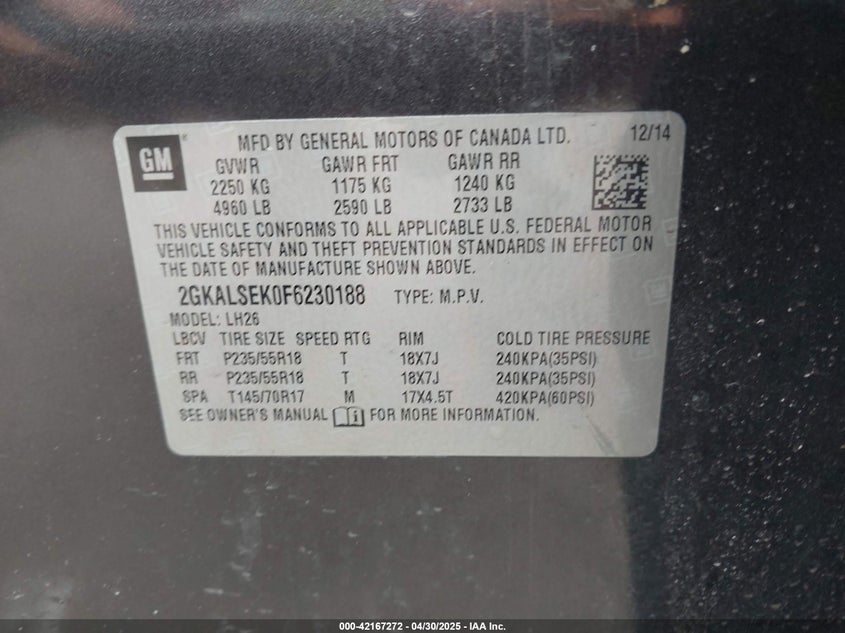 GM
®
MFD BY GENERAL MOTORS OF CANADA LTD. 12/14
GVWR GAWR FRT GAWR RR
2250 KG 1175 KG 1240 KG
4960 LB 2590 LB 2733 LB
THIS VEHICLE CONFORMS TO ALL APPLICABLE U.S. FEDERAL MOTOR
VEHICLE SAFETY AND THEFT PREVENTION STANDARDS IN EFFECT ON
THE DATE OF MANUFACTURE SHOWN ABOVE.
2GKALSEK0F6230188 TYPE: M.P.V.
MODEL: LH26
LBCV TIRE SIZE SPEED RTG RIM COLD TIRE PRESSURE
FRT P235/55R18 T 18X7J 240KPA(35PSI)
RR P235/55R18 T 18X7J 240KPA(35PSI)
SPA T145/70R17 M 17X4.5T 420KPA(60PSI)
SEE OWNER'S MANUAL i FOR MORE INFORMATION.
000-42167272 / 04/30/2025 - IAA Inc.